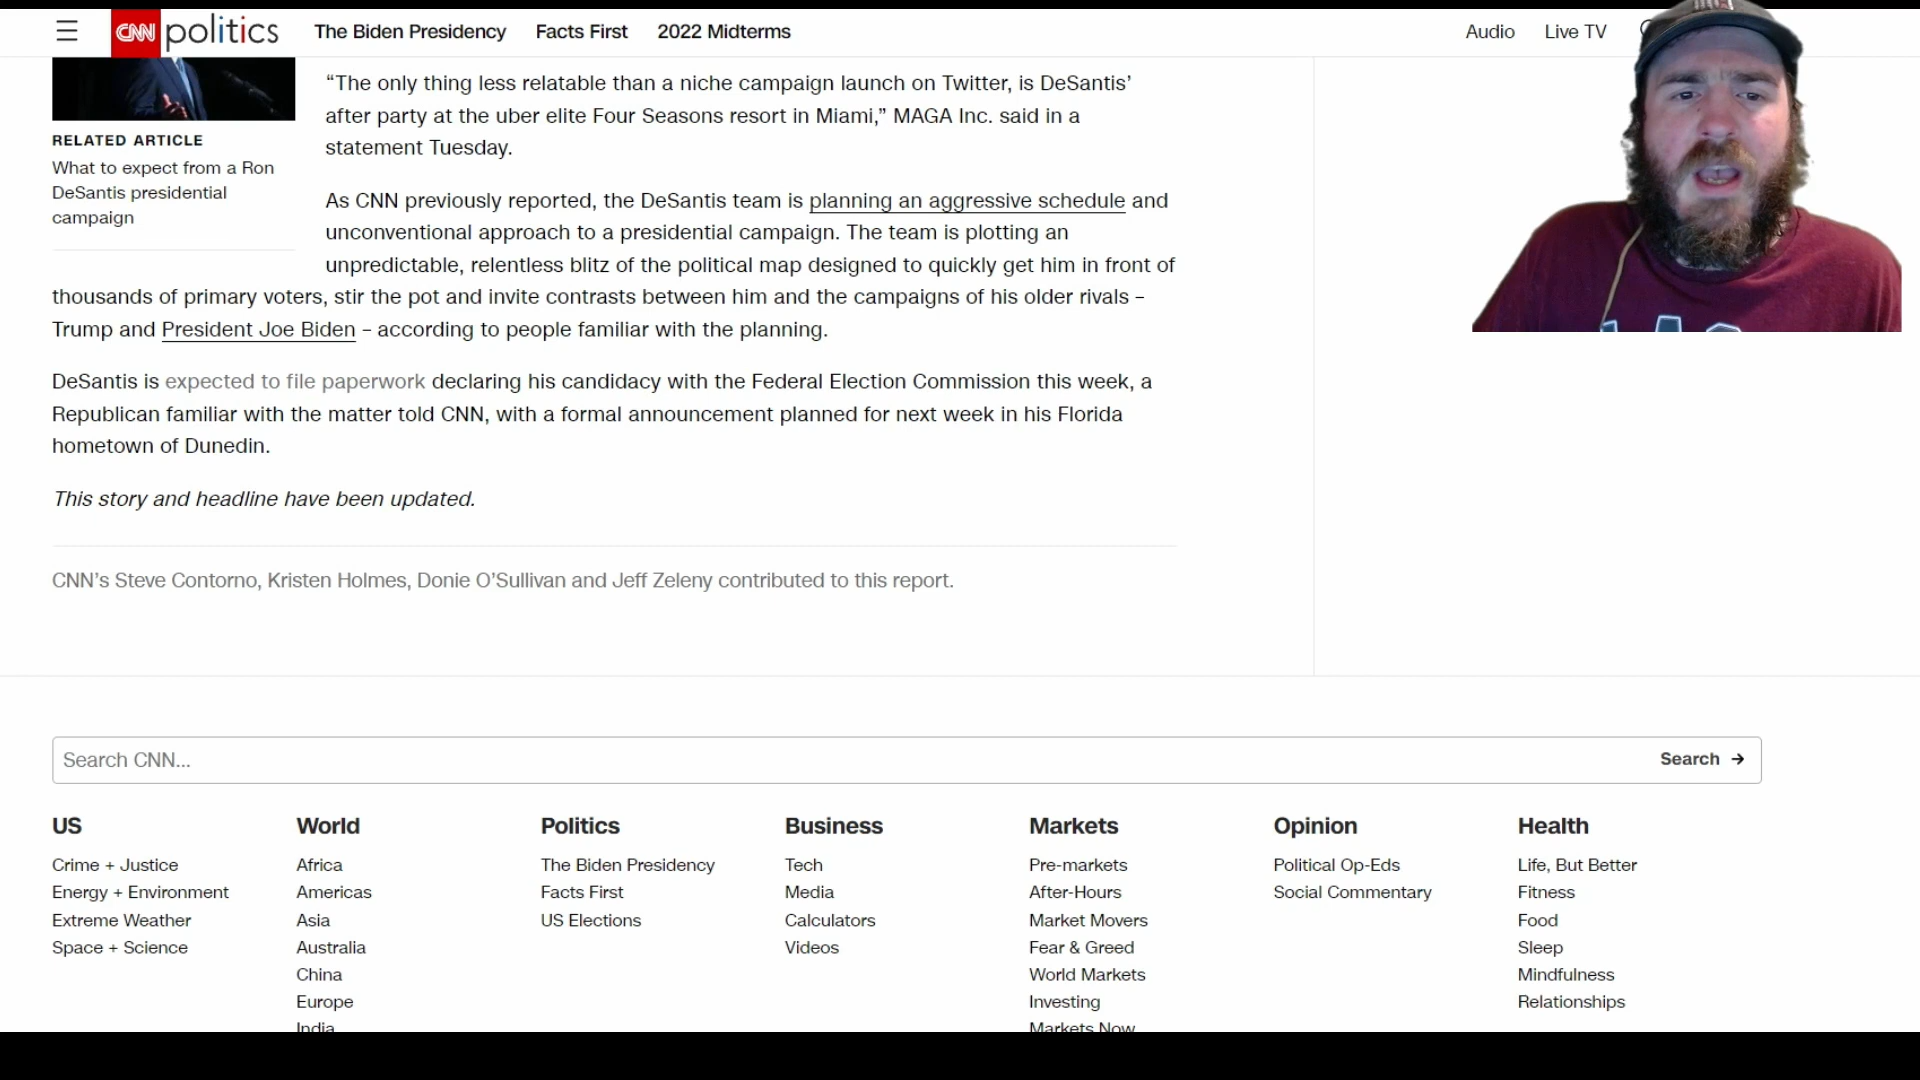 CNN politics
The Biden Presidency
Facts First
2022 Midterms
Audio
Live TV
“The only thing less relatable than a niche campaign launch on Twitter, is DeSantis’
after party at the uber elite Four Seasons resort in Miami,” MAGA Inc. said in a
statement Tuesday.
RELATED ARTICLE
What to expect from a Ron
DeSantis presidential
campaign
As CNN previously reported, the DeSantis team is planning an aggressive schedule and
unconventional approach to a presidential campaign. The team is plotting an
unpredictable, relentless blitz of the political map designed to quickly get him in front of
thousands of primary voters, stir the pot and invite contrasts between him and the campaigns of his older rivals –
Trump and President Joe Biden – according to people familiar with the planning.
DeSantis is expected to file paperwork declaring his candidacy with the Federal Election Commission this week, a
Republican familiar with the matter told CNN, with a formal announcement planned for next week in his Florida
hometown of Dunedin.
This story and headline have been updated.
CNN’s Steve Contorno, Kristen Holmes, Donie O’Sullivan and Jeff Zeleny contributed to this report.
Search CNN...
Search →
US
Crime + Justice
Energy + Environment
Extreme Weather
Space + Science
World
Africa
Americas
Asia
Australia
China
Europe
India
Politics
The Biden Presidency
Facts First
US Elections
Business
Tech
Media
Calculators
Videos
Markets
Pre-markets
After-Hours
Market Movers
Fear & Greed
World Markets
Investing
Markets Now
Opinion
Political Op-Eds
Social Commentary
Health
Life, But Better
Fitness
Food
Sleep
Mindfulness
Relationships